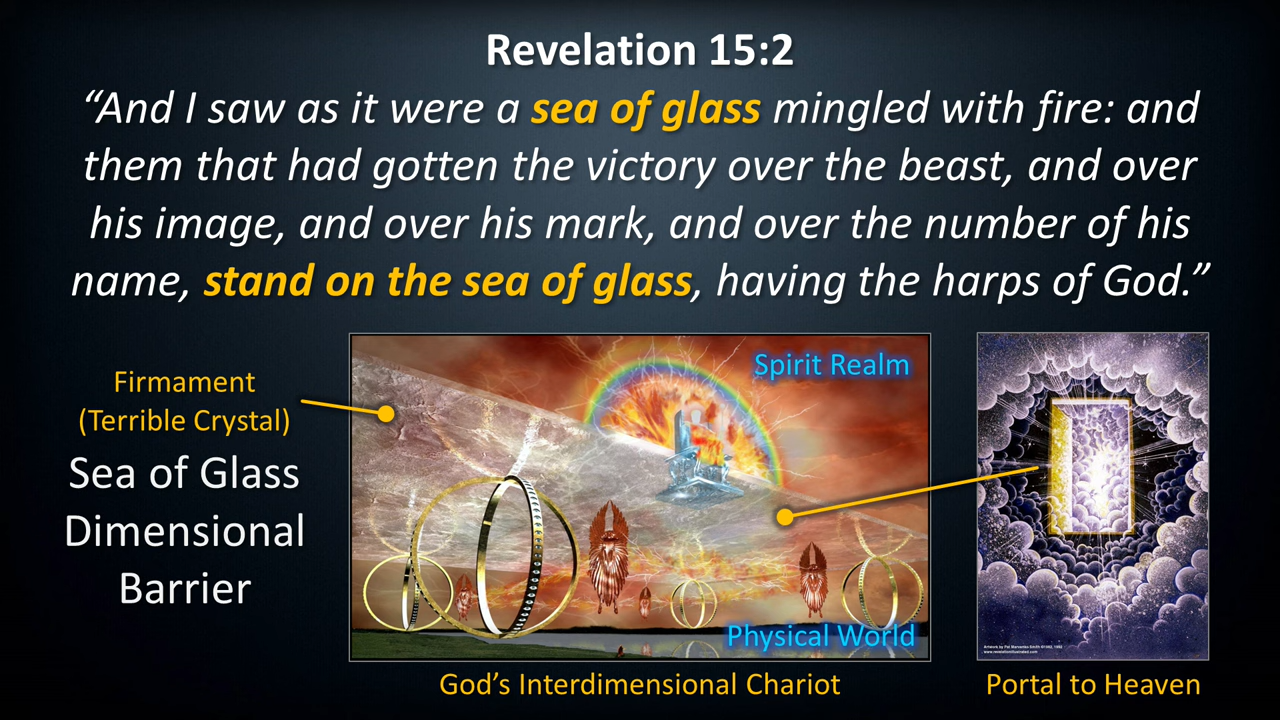 Revelation 15:2
“And I saw as it were a sea of glass mingled with fire: and
them that had gotten the victory over the beast, and over
his image, and over his mark, and over the number of his
name, stand on the sea of glass, having the harps of God.”
Firmament
(Terrible Crystal)
Sea of Glass
Dimensional
Barrier
Spirit Realm
Physical World
God’s Interdimensional Chariot
www.revelationillustrated.com
Portal to Heaven